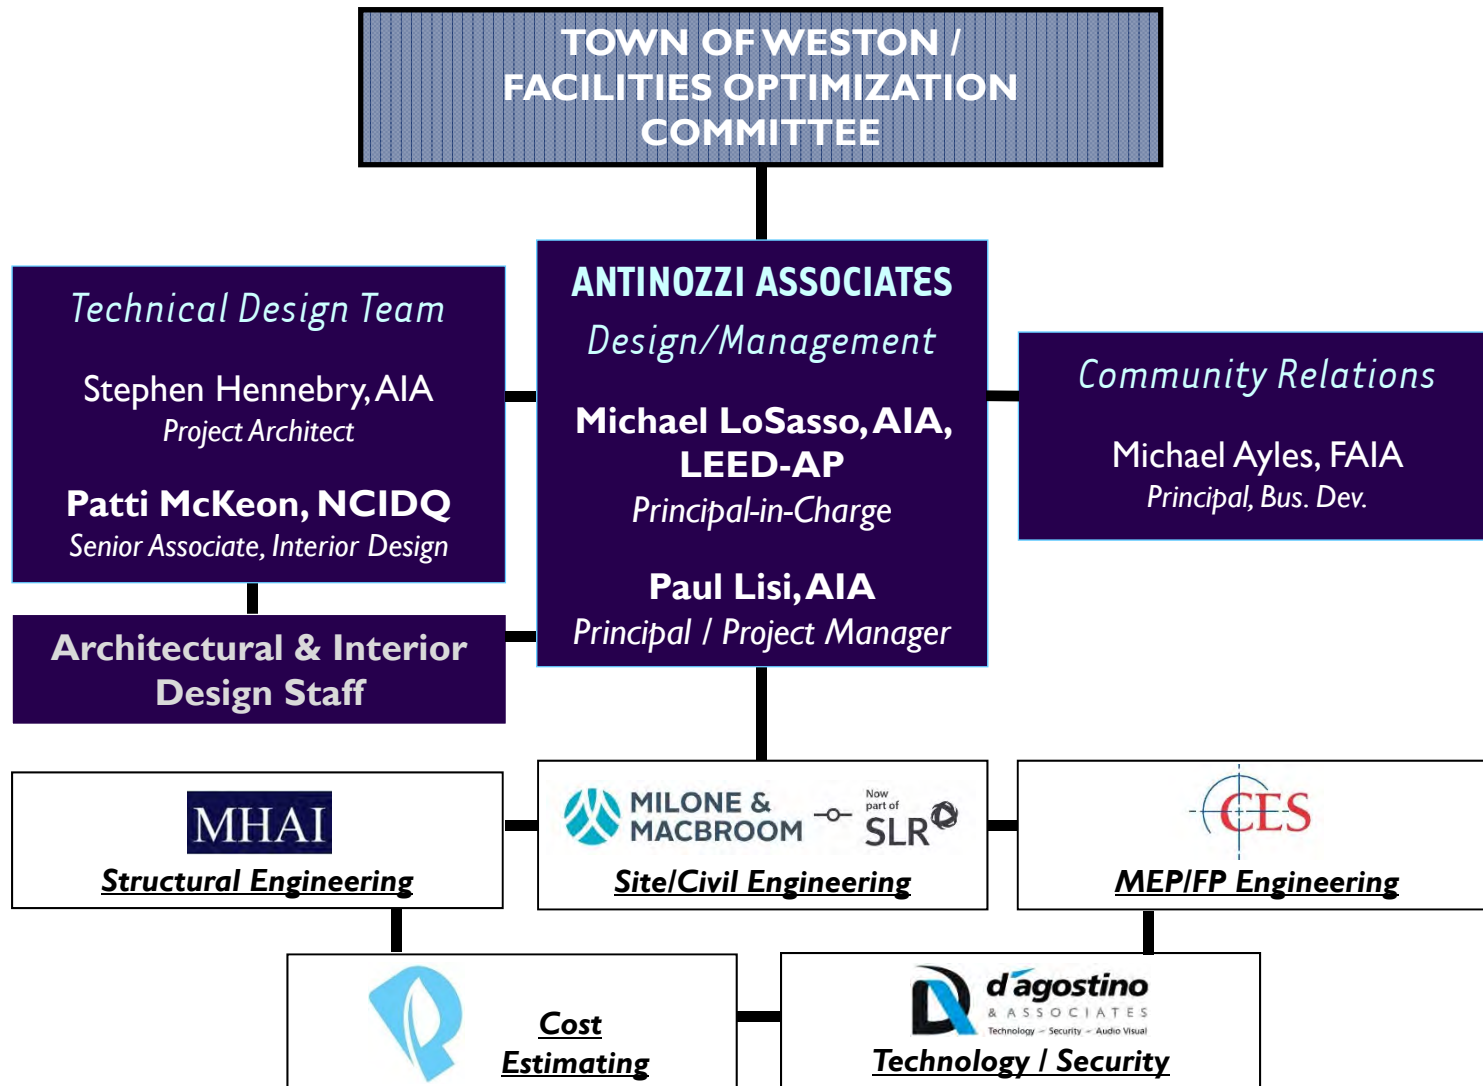 TOWN OF WESTON /
FACILITIES OPTIMIZATION
COMMITTEE
Technical Design Team
Stephen Hennebry, AIA
Project Architect
Patti McKeon, NCIDQ
Senior Associate, Interior Design
Architectural & Interior
Design Staff
ANTINOZZI ASSOCIATES
Design/Management
Michael LoSasso, AIA,
LEED-AP
Principal-in-Charge
Paul Lisi, AIA
Principal / Project Manager
Community Relations
Michael Ayles, FAIA
Principal, Bus. Dev.
MHAI
Structural Engineering
MILONE &
MACBROOM
Now
part of
SLR
Site/Civil Engineering
CES
MEP/FP Engineering
Cost
Estimating
d'agostino
& ASSOCIATES
Technology - Security - Audio Visual
Technology / Security